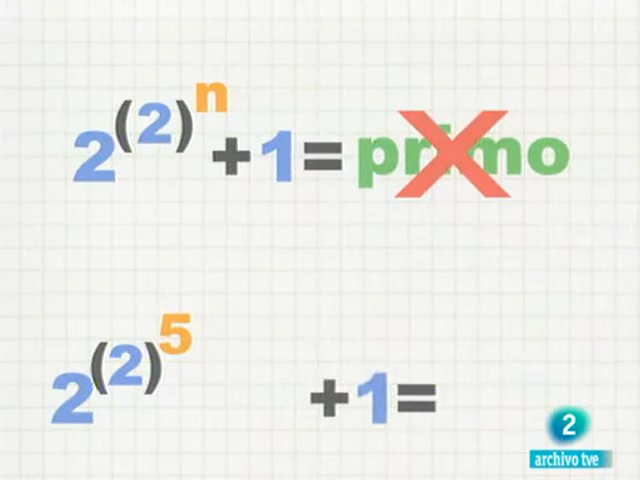 2^(2)^n + 1 = primo
2^(2)^5 + 1 =
2
archivo tve